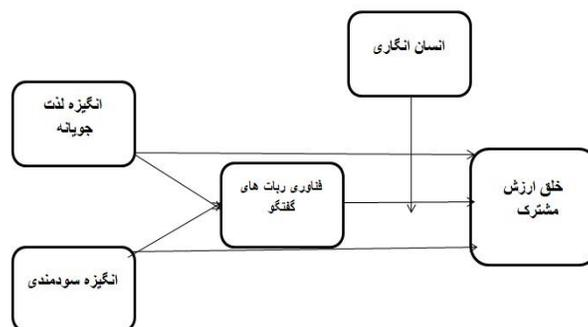 انسان انگاری
انگیزه لذت
جویانه
فناوری ربات های
گفتگو
خلق ارزش
مشترک
انگیزه سودمندی